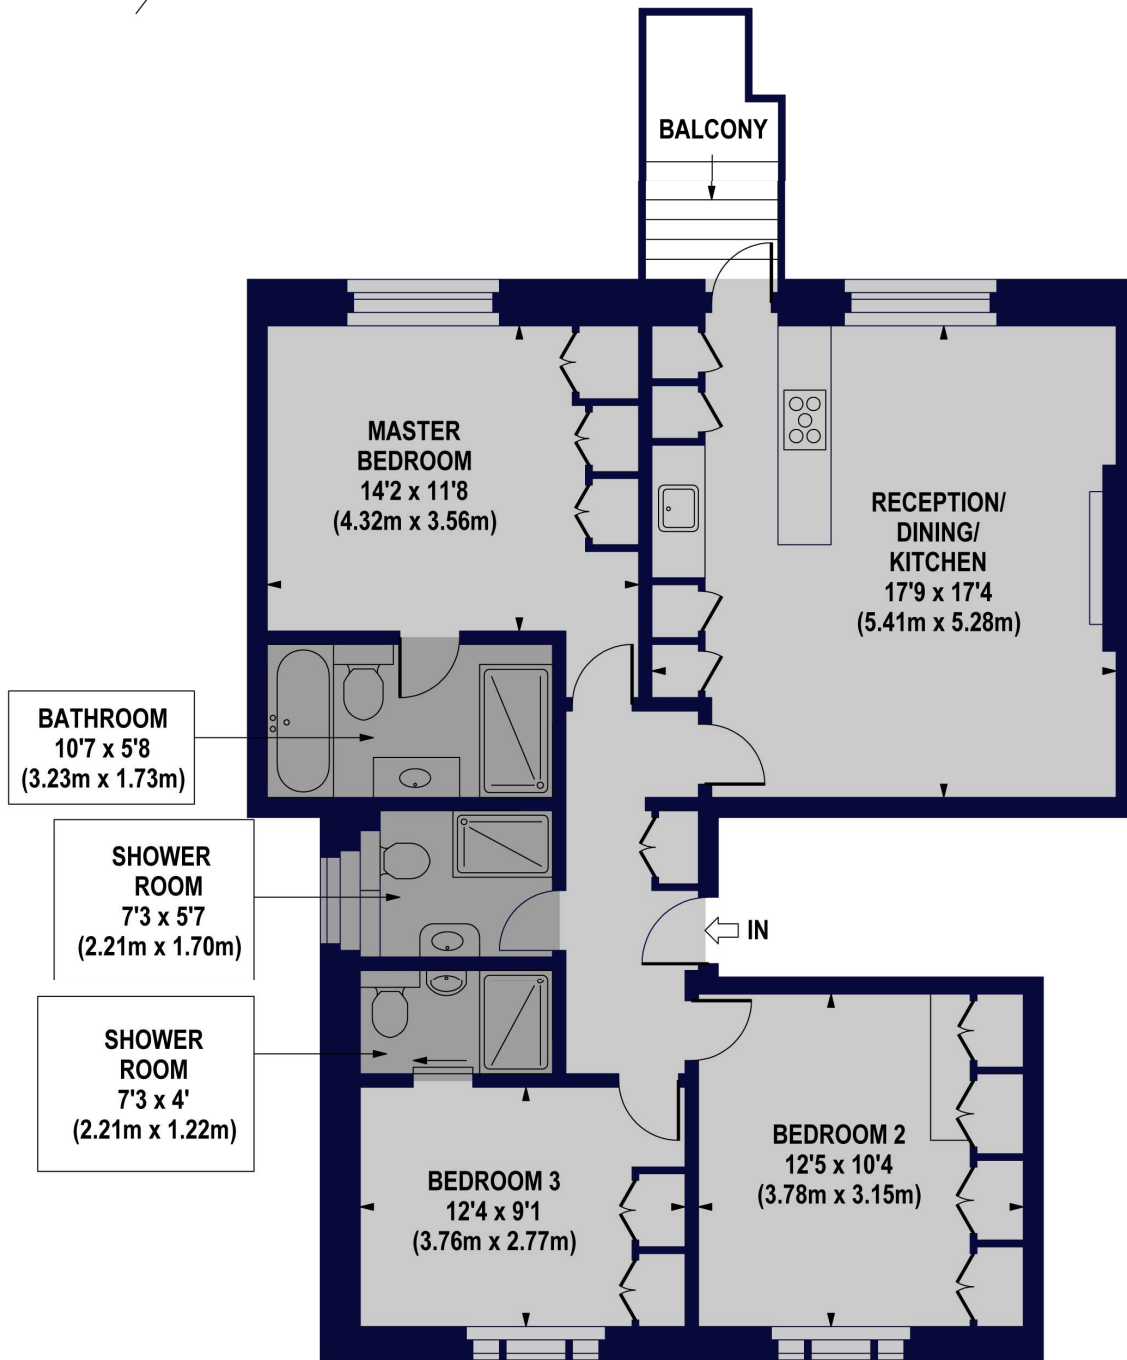 BALCONY
MASTER
BEDROOM
14'2 x 11'8
(4.32m x 3.56m)
RECEPTION/
DINING/
KITCHEN
17'9 x 17'4
(5.41m x 5.28m)
BATHROOM
10'7 x 5'8
(3.23m x 1.73m)
SHOWER
ROOM
7'3 x 5'7
(2.21m x 1.70m)
IN
SHOWER
ROOM
7'3 x 4'
(2.21m x 1.22m)
BEDROOM 2
12'5 x 10'4
(3.78m x 3.15m)
BEDROOM 3
12'4 x 9'1
(3.76m x 2.77m)